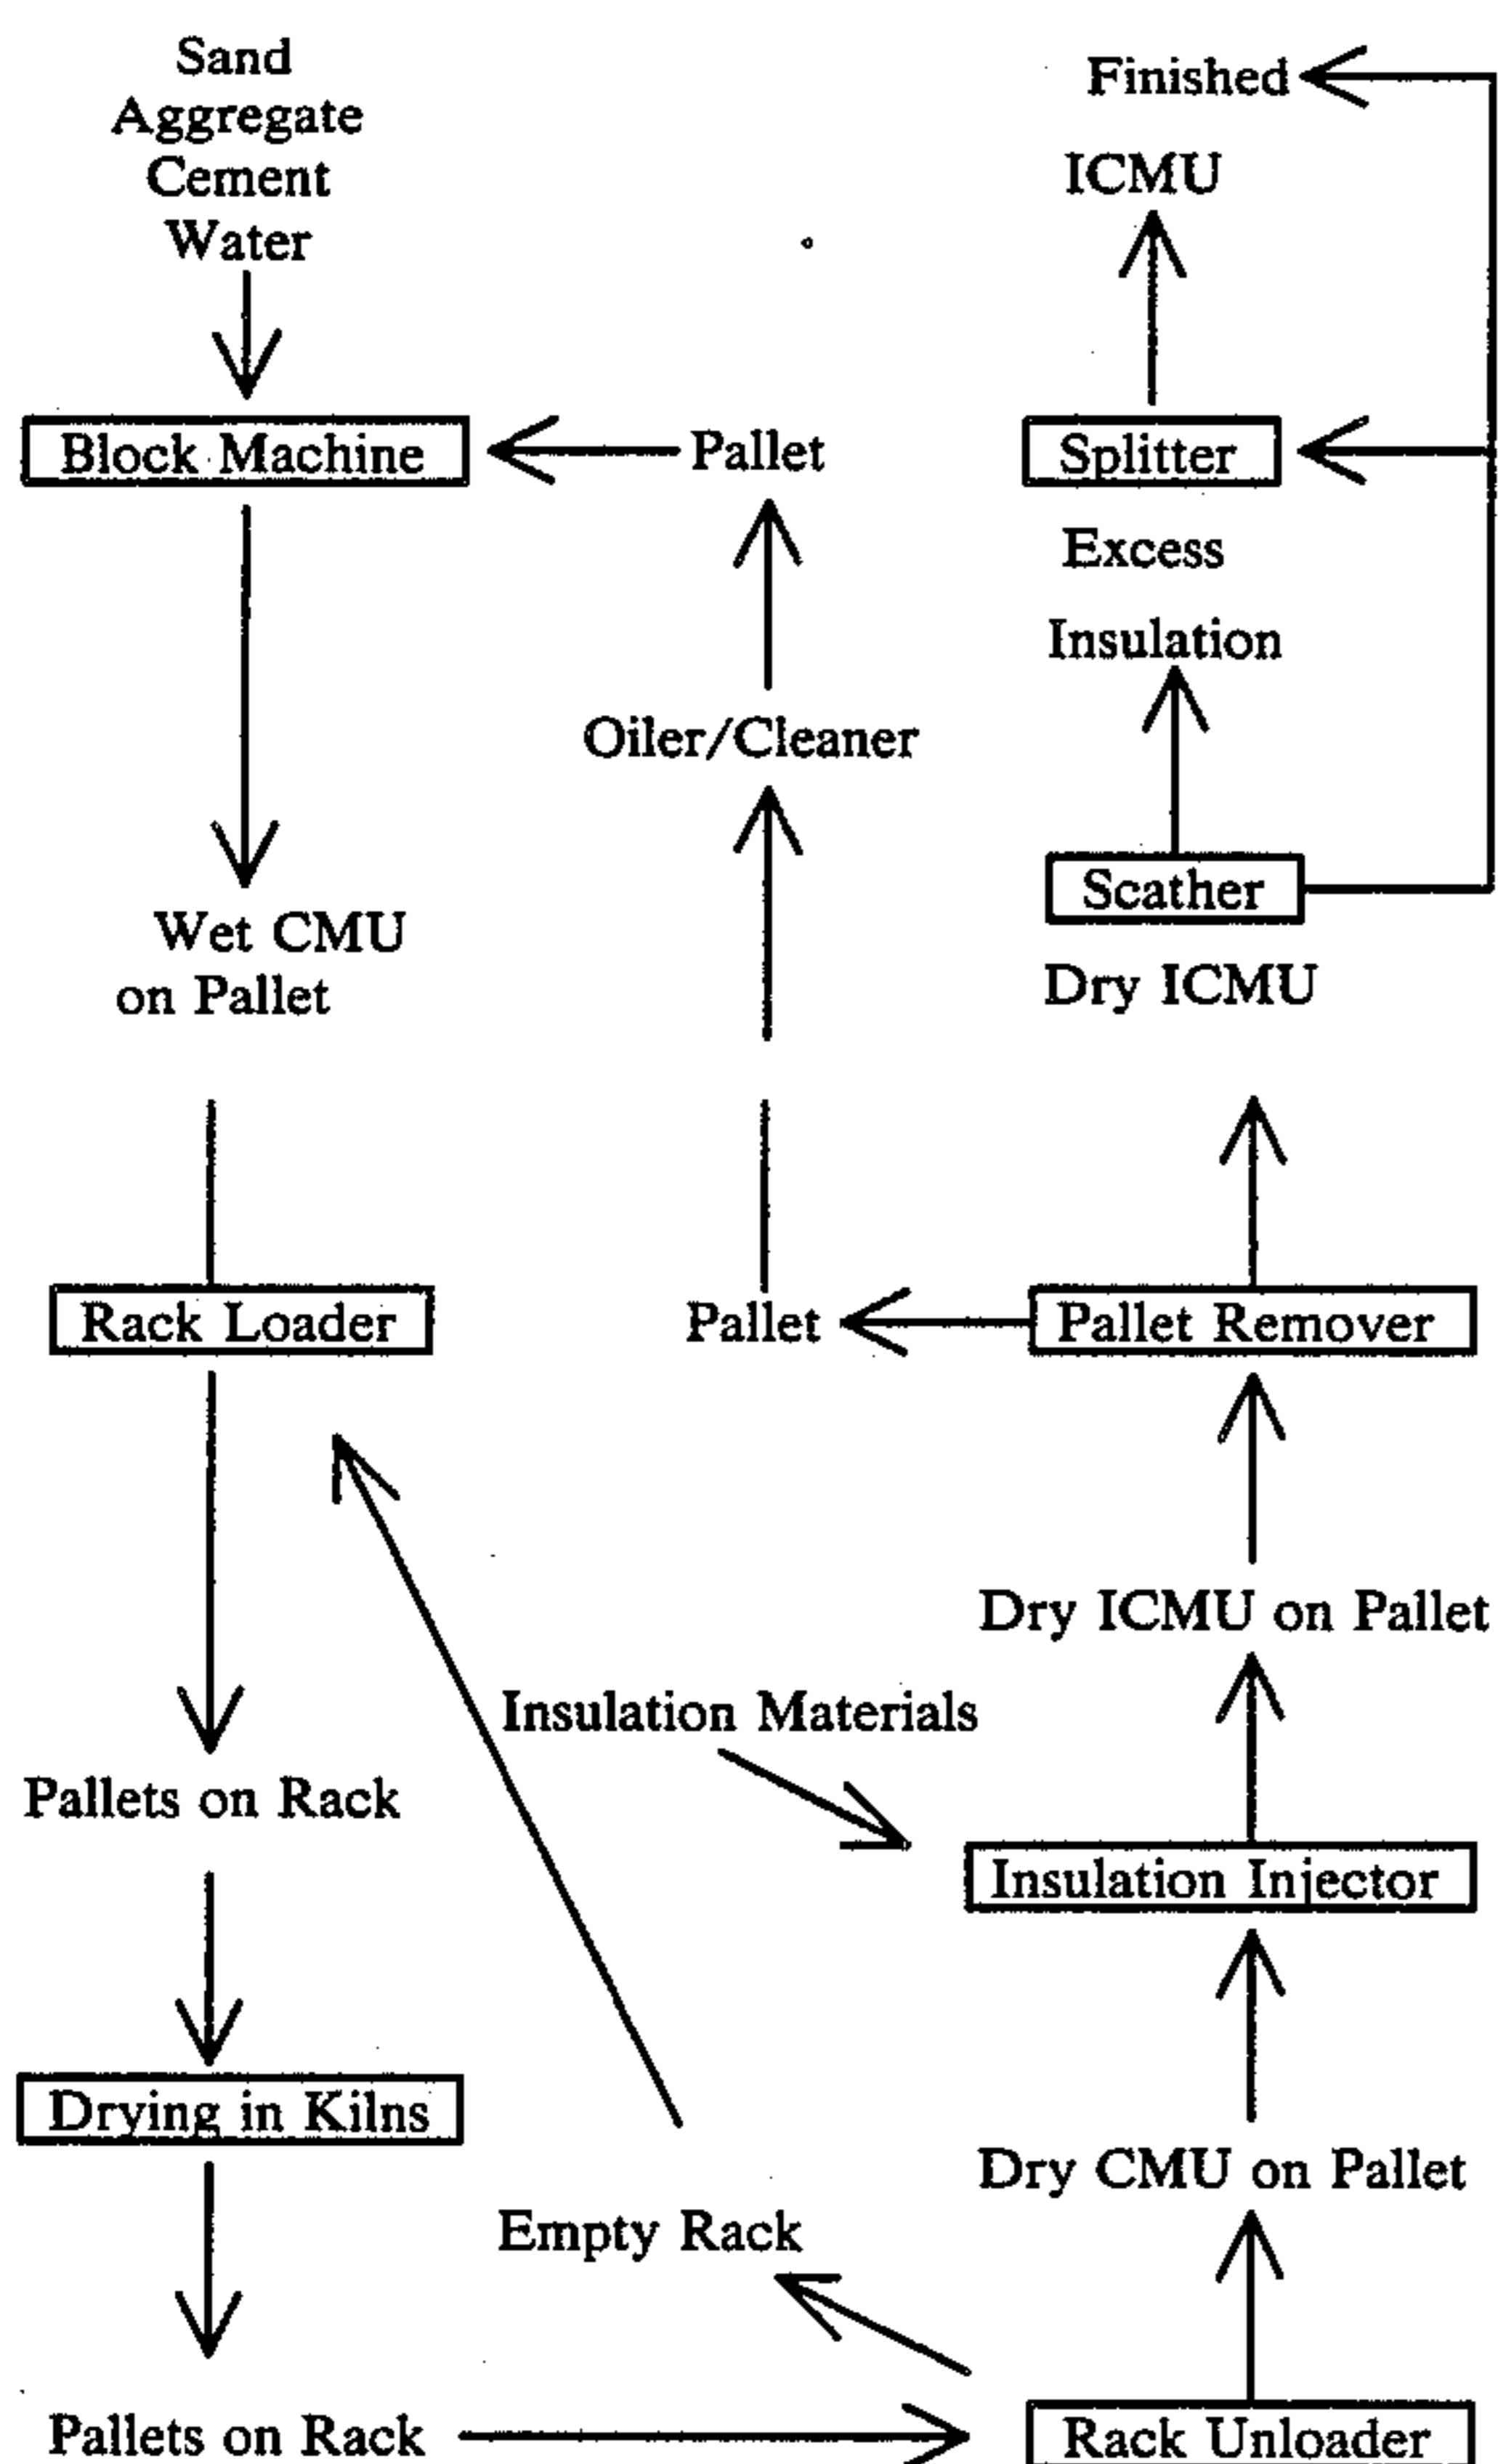 Sand
Aggregate
Cement
Water
Finished
ICMU
Block Machine
Pallet
Splitter
Excess
Insulation
Oiler/Cleaner
Scather
Wet CMU
on Pallet
Dry ICMU
Rack Loader
Pallet
Pallet Remover
Dry ICMU on Pallet
Insulation Materials
Pallets on Rack
Insulation Injector
Drying in Kilns
Dry CMU on Pallet
Empty Rack
Pallets on Rack
Rack Unloader